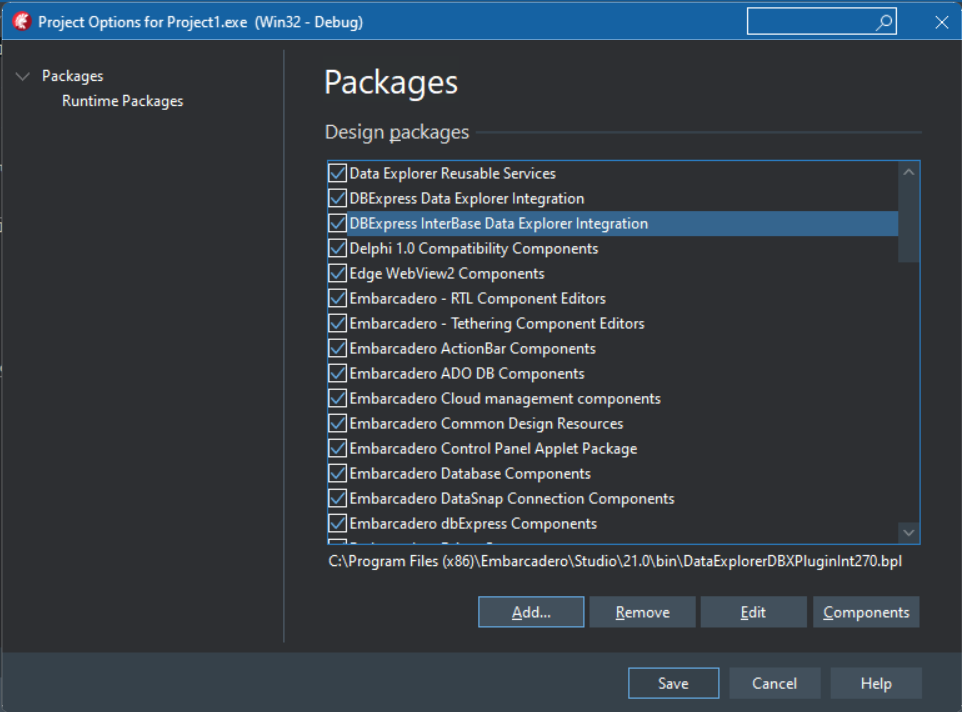 Project Options for Project1.exe (Win32 - Debug)
Packages
Runtime Packages
Packages
Design packages
Data Explorer Reusable Services
DBExpress Data Explorer Integration
DBExpress InterBase Data Explorer Integration
Delphi 1.0 Compatibility Components
Edge WebView2 Components
Embarcadero - RTL Component Editors
Embarcadero - Tethering Component Editors
Embarcadero ActionBar Components
Embarcadero ADO DB Components
Embarcadero Cloud management components
Embarcadero Common Design Resources
Embarcadero Control Panel Applet Package
Embarcadero Database Components
Embarcadero DataSnap Connection Components
Embarcadero dbExpress Components
C:\Program Files (x86)\Embarcadero\Studio\21.0\bin\DataExplorerDBXPluginInt270.bpl
Add... Remove Edit Components
Save Cancel Help